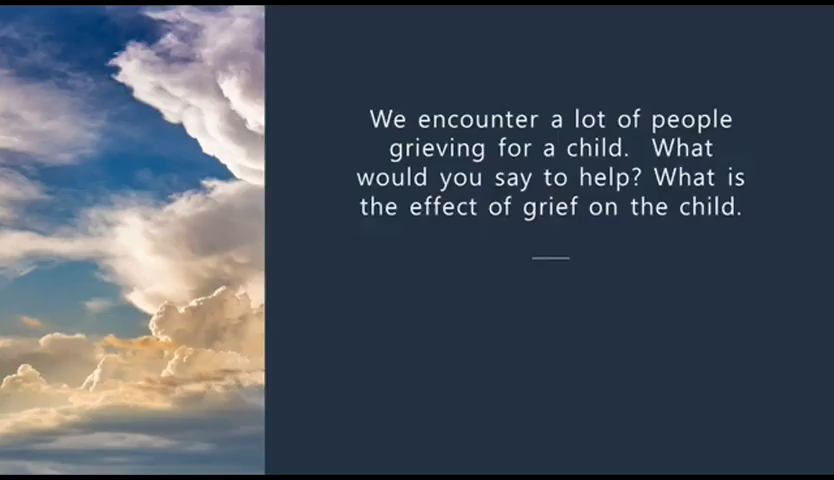 We encounter a lot of people
grieving for a child.  What
would you say to help? What is
the effect of grief on the child.